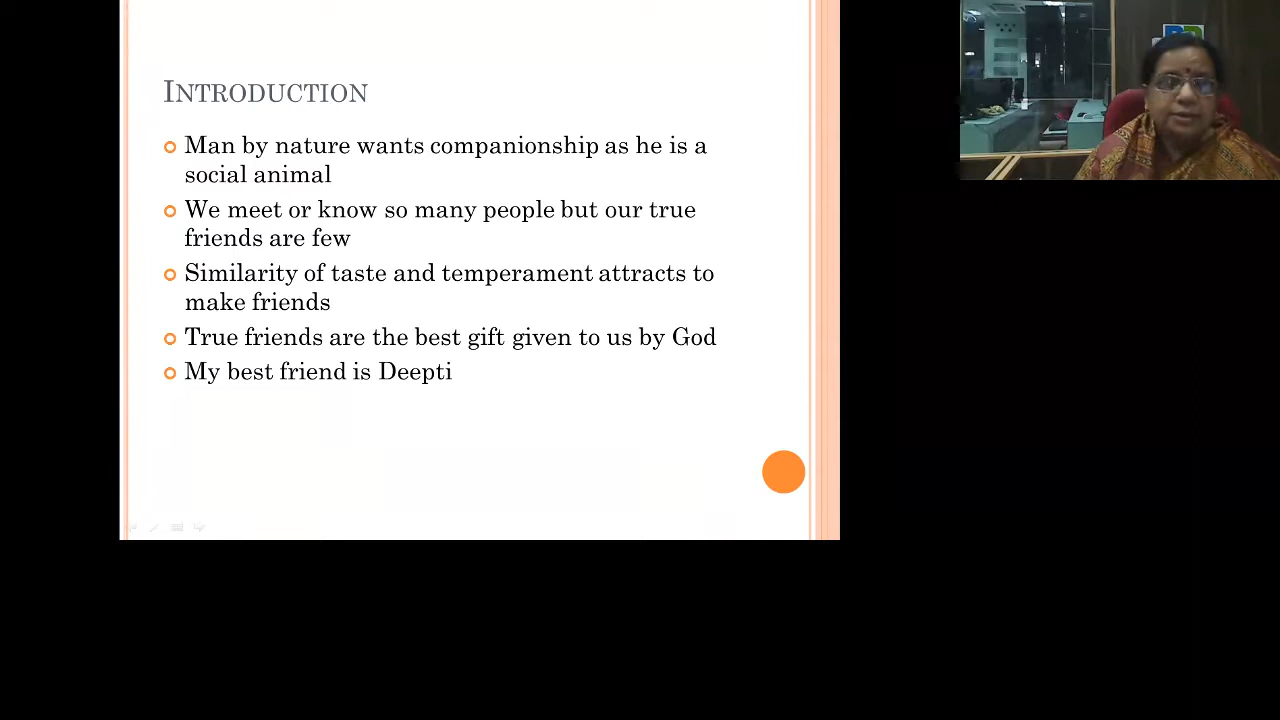 INTRODUCTION
Man by nature wants companionship as he is a
social animal
We meet or know so many people but our true
friends are few
Similarity of taste and temperament attracts to
make friends
True friends are the best gift given to us by God
My best friend is Deepti